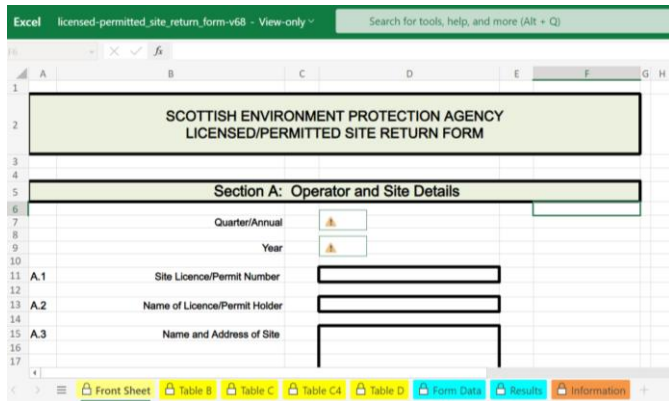 Excel licensed-permitted_site_return_form-v68 - View-only Search for tools, help, and more (Alt + Q)
fx
A B C D E F G H
1
2 SCOTTISH ENVIRONMENT PROTECTION AGENCY
LICENSED/PERMITTED SITE RETURN FORM
3
4
5 Section A: Operator and Site Details
6
7 Quarter/Annual
8
9 Year
10
11 A.1 Site Licence/Permit Number
12
13 A.2 Name of Licence/Permit Holder
14
15 A.3 Name and Address of Site
16
17
Front Sheet Table B Table C Table C4 Table D Form Data Results Information